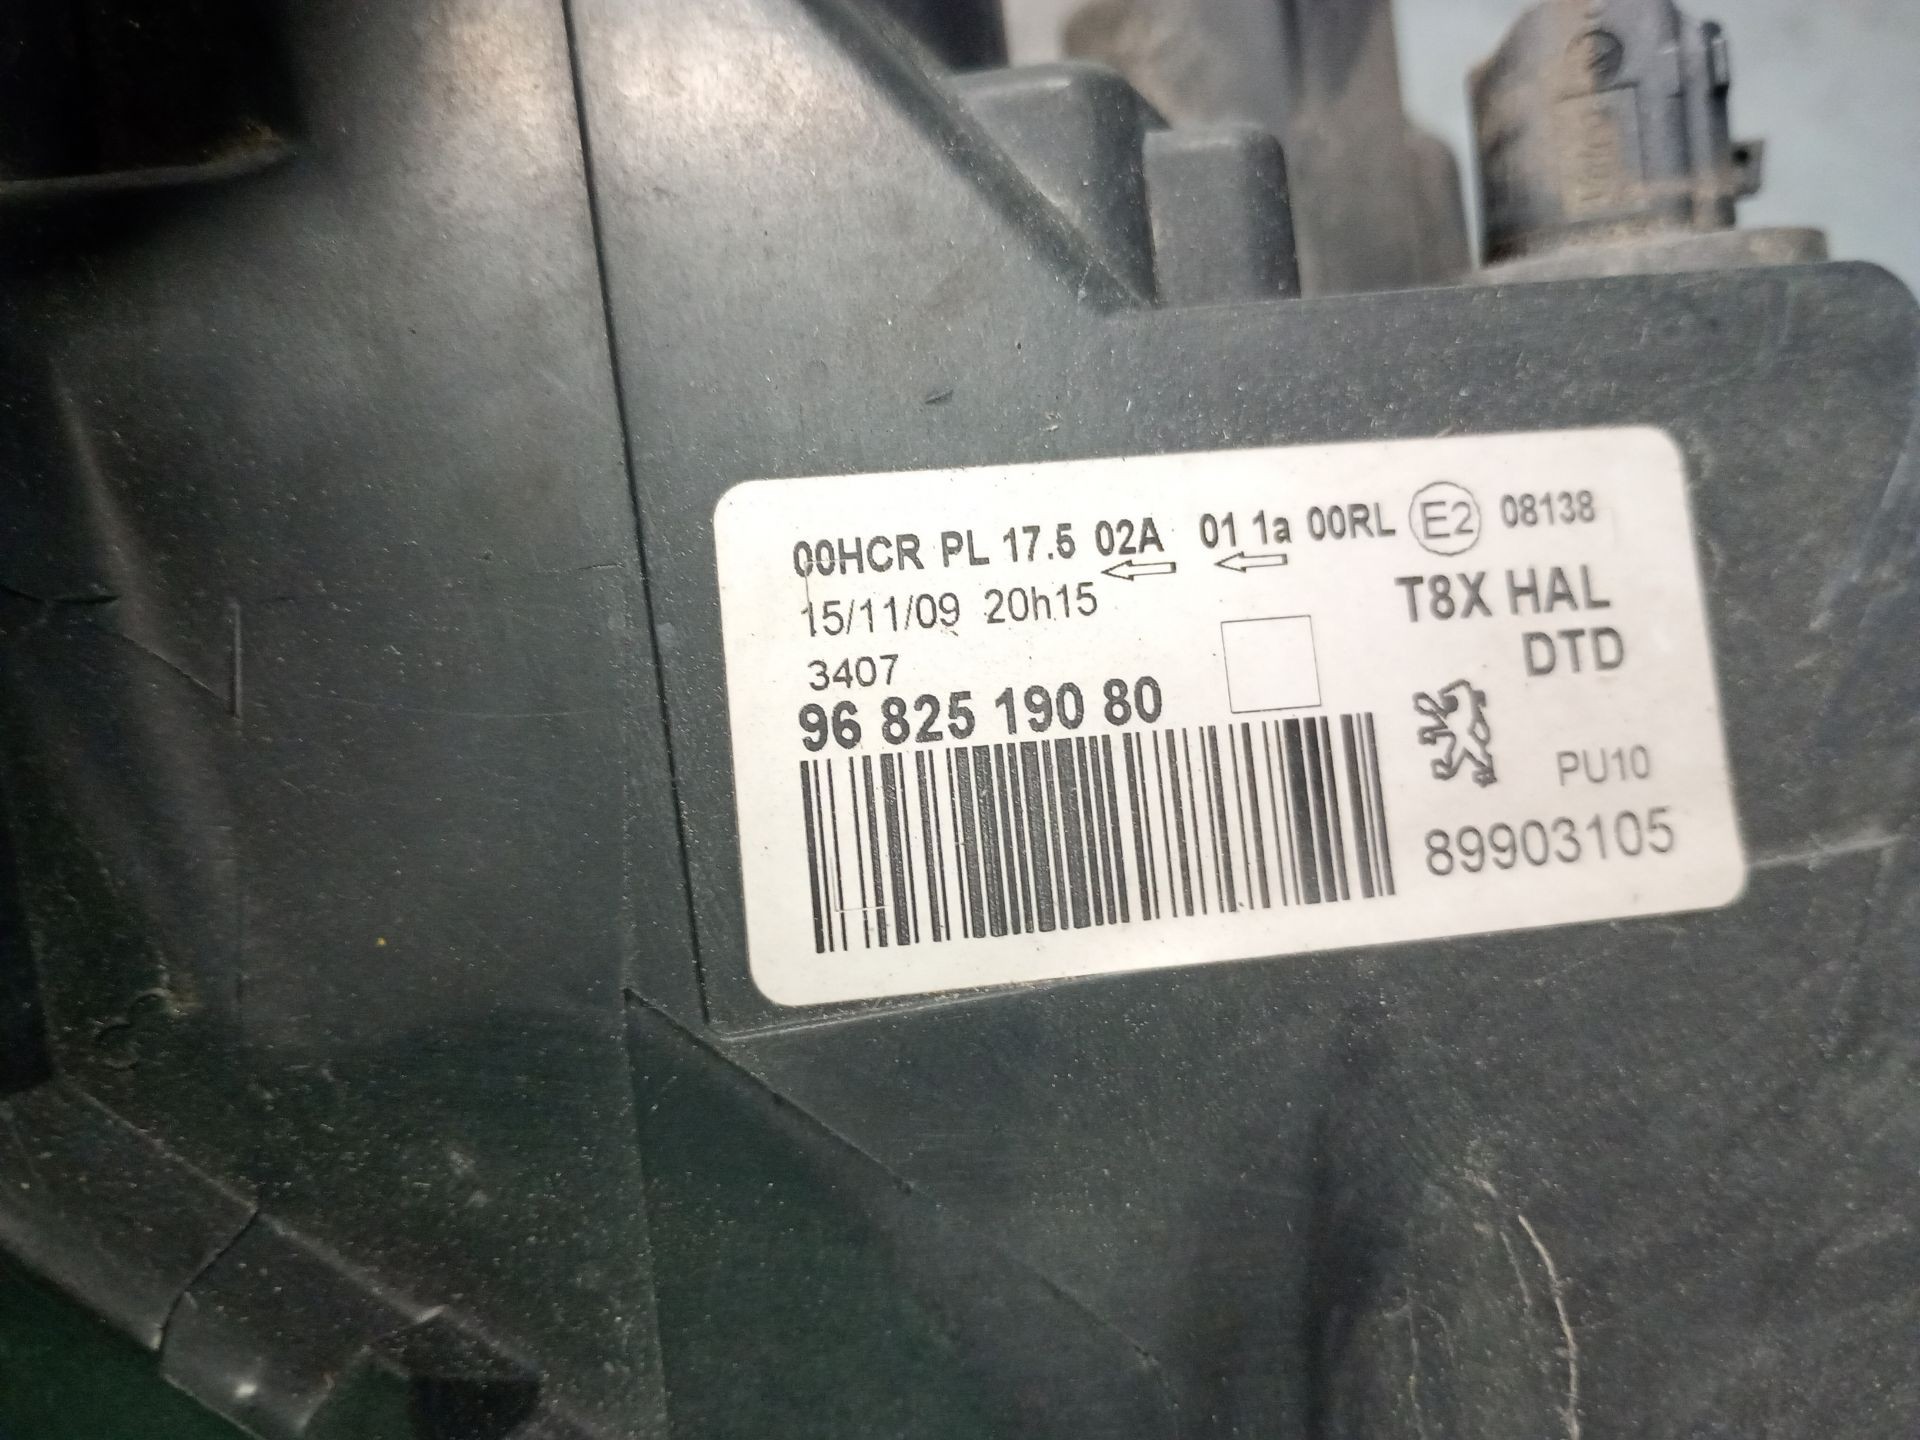 00HCR PL 17.5 02A 01 1a 00RL E2 08138
15/11/09 20h15
T8X HAL
DTD
3407
96 825 190 80
PU10
89903105